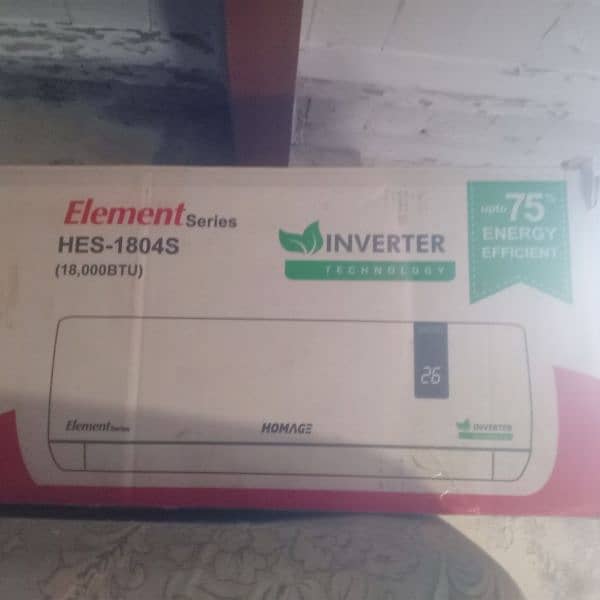 Element Series
HES-1804S
(18,000BTU)
INVERTER
TECHNOLOGY
upto 75%
ENERGY
EFFICIENT
26
Element Series
HOMAGE
INVERTER